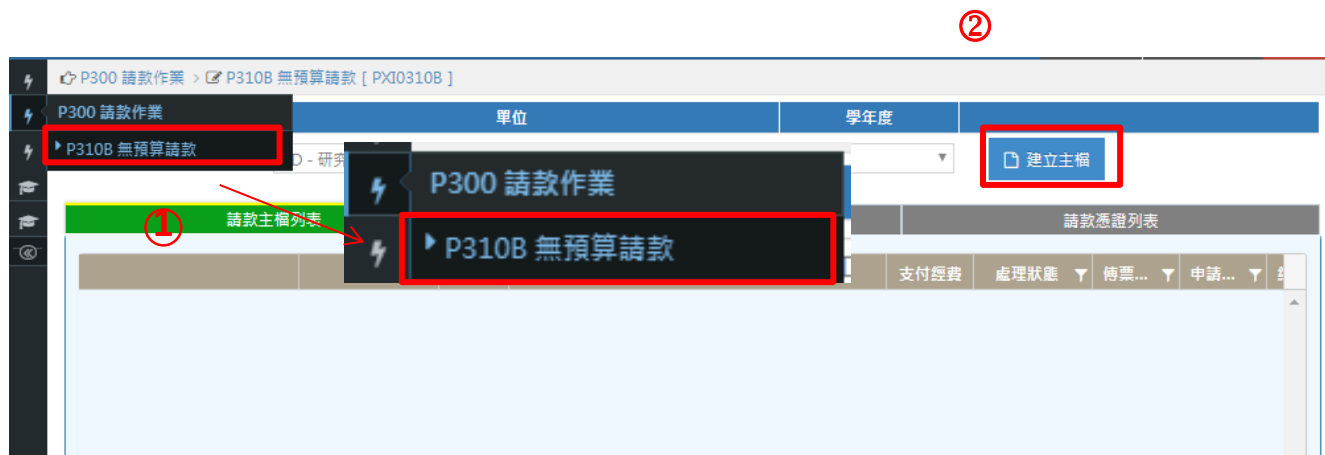 ②
P300 請款作業 > P310B 無預算請款 [ PXI0310B ]
P300 請款作業
P310B 無預算請款
單位
學年度
D - 研究
建立主檔
P300 請款作業
P310B 無預算請款
①
請款主檔列表
請款憑證列表
支付經費
處理狀態
傳票...
申請...